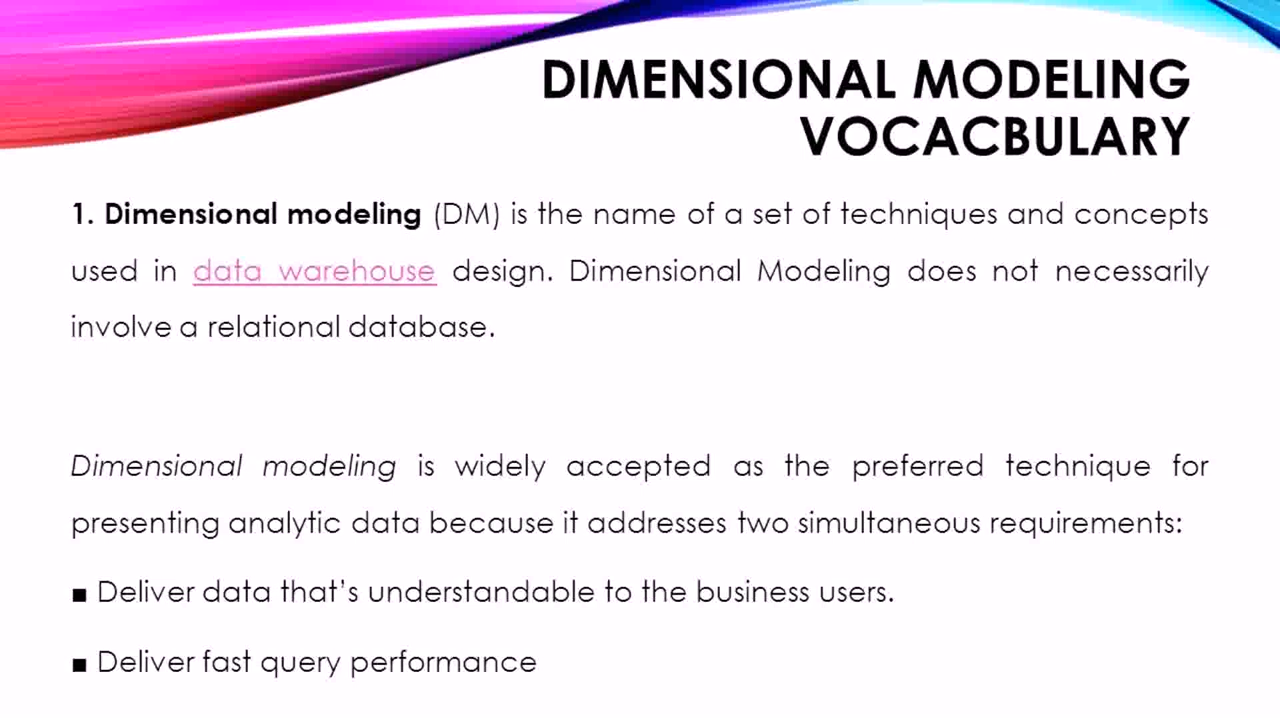 DIMENSIONAL MODELING
VOCACBULARY
1. Dimensional modeling (DM) is the name of a set of techniques and concepts
used in data warehouse design. Dimensional Modeling does not necessarily
involve a relational database.
Dimensional modeling is widely accepted as the preferred technique for
presenting analytic data because it addresses two simultaneous requirements:
■ Deliver data that’s understandable to the business users.
■ Deliver fast query performance